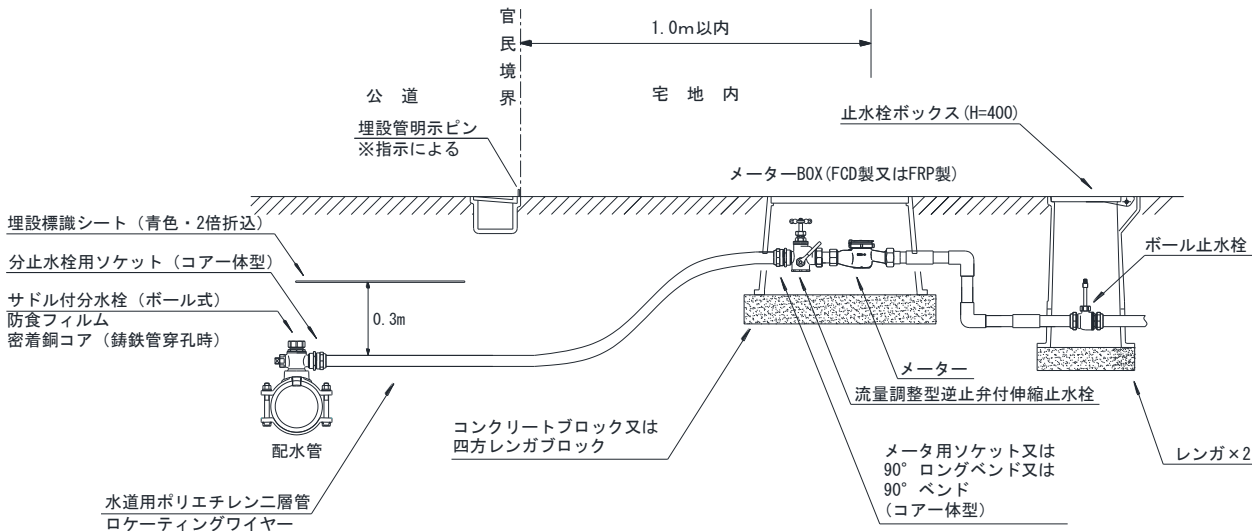 官民境界
1.0m以内
公道
宅地内
埋設管明示ピン
※指示による
止水栓ボックス(H=400)
メーターBOX(FCD製又はFRP製)
埋設標識シート（青色・2倍折込）
分止水栓用ソケット（コアー体型）
サドル付分水栓（ボール式）
防食フィルム
密着銅コア（鋳鉄管穿孔時）
0.3m
ボール止水栓
メーター
流量調整型逆止弁付伸縮止水栓
コンクリートブロック又は
四方レンガブロック
配水管
メータ用ソケット又は
90°ロングベンド又は
90°ベンド
(コアー体型)
レンガ×2
水道用ポリエチレン二層管
ロケーティングワイヤー